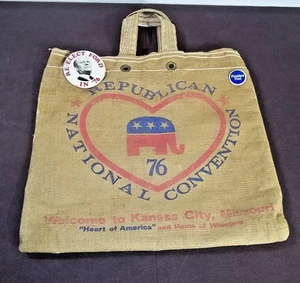 RE-ELECT FORD
IN '76
REPUBLICAN
NATIONAL CONVENTION
76
Welcome to Kansas City, Missouri
"Heart of America" and Home of